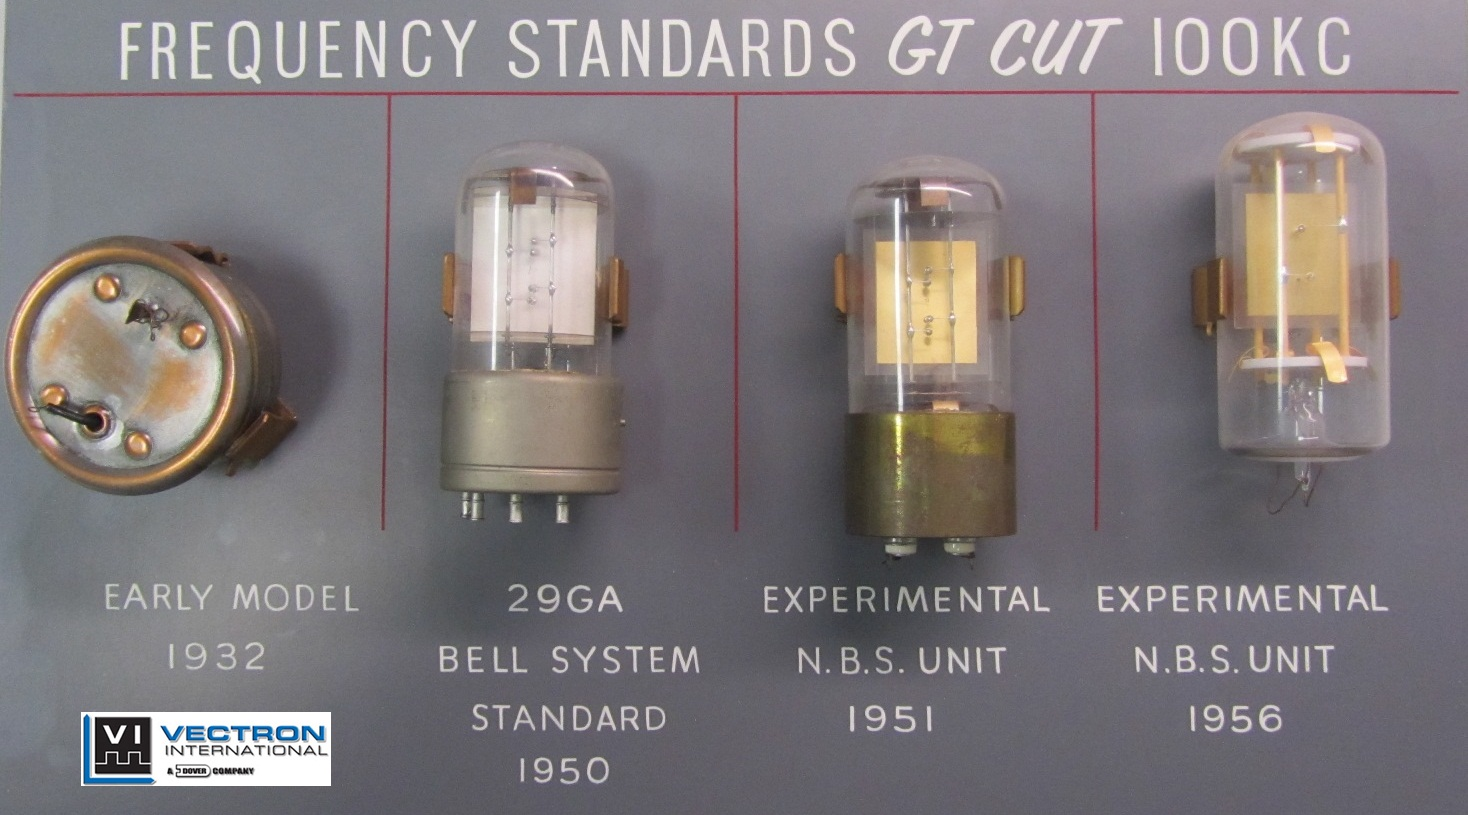 FREQUENCY STANDARDS GT CUT 100KC
EARLY MODEL
1932
29GA
BELL SYSTEM
STANDARD
1950
EXPERIMENTAL
N.B.S. UNIT
1951
EXPERIMENTAL
N.B.S. UNIT
1956
VI VECTRON
INTERNATIONAL
A DOVER COMPANY